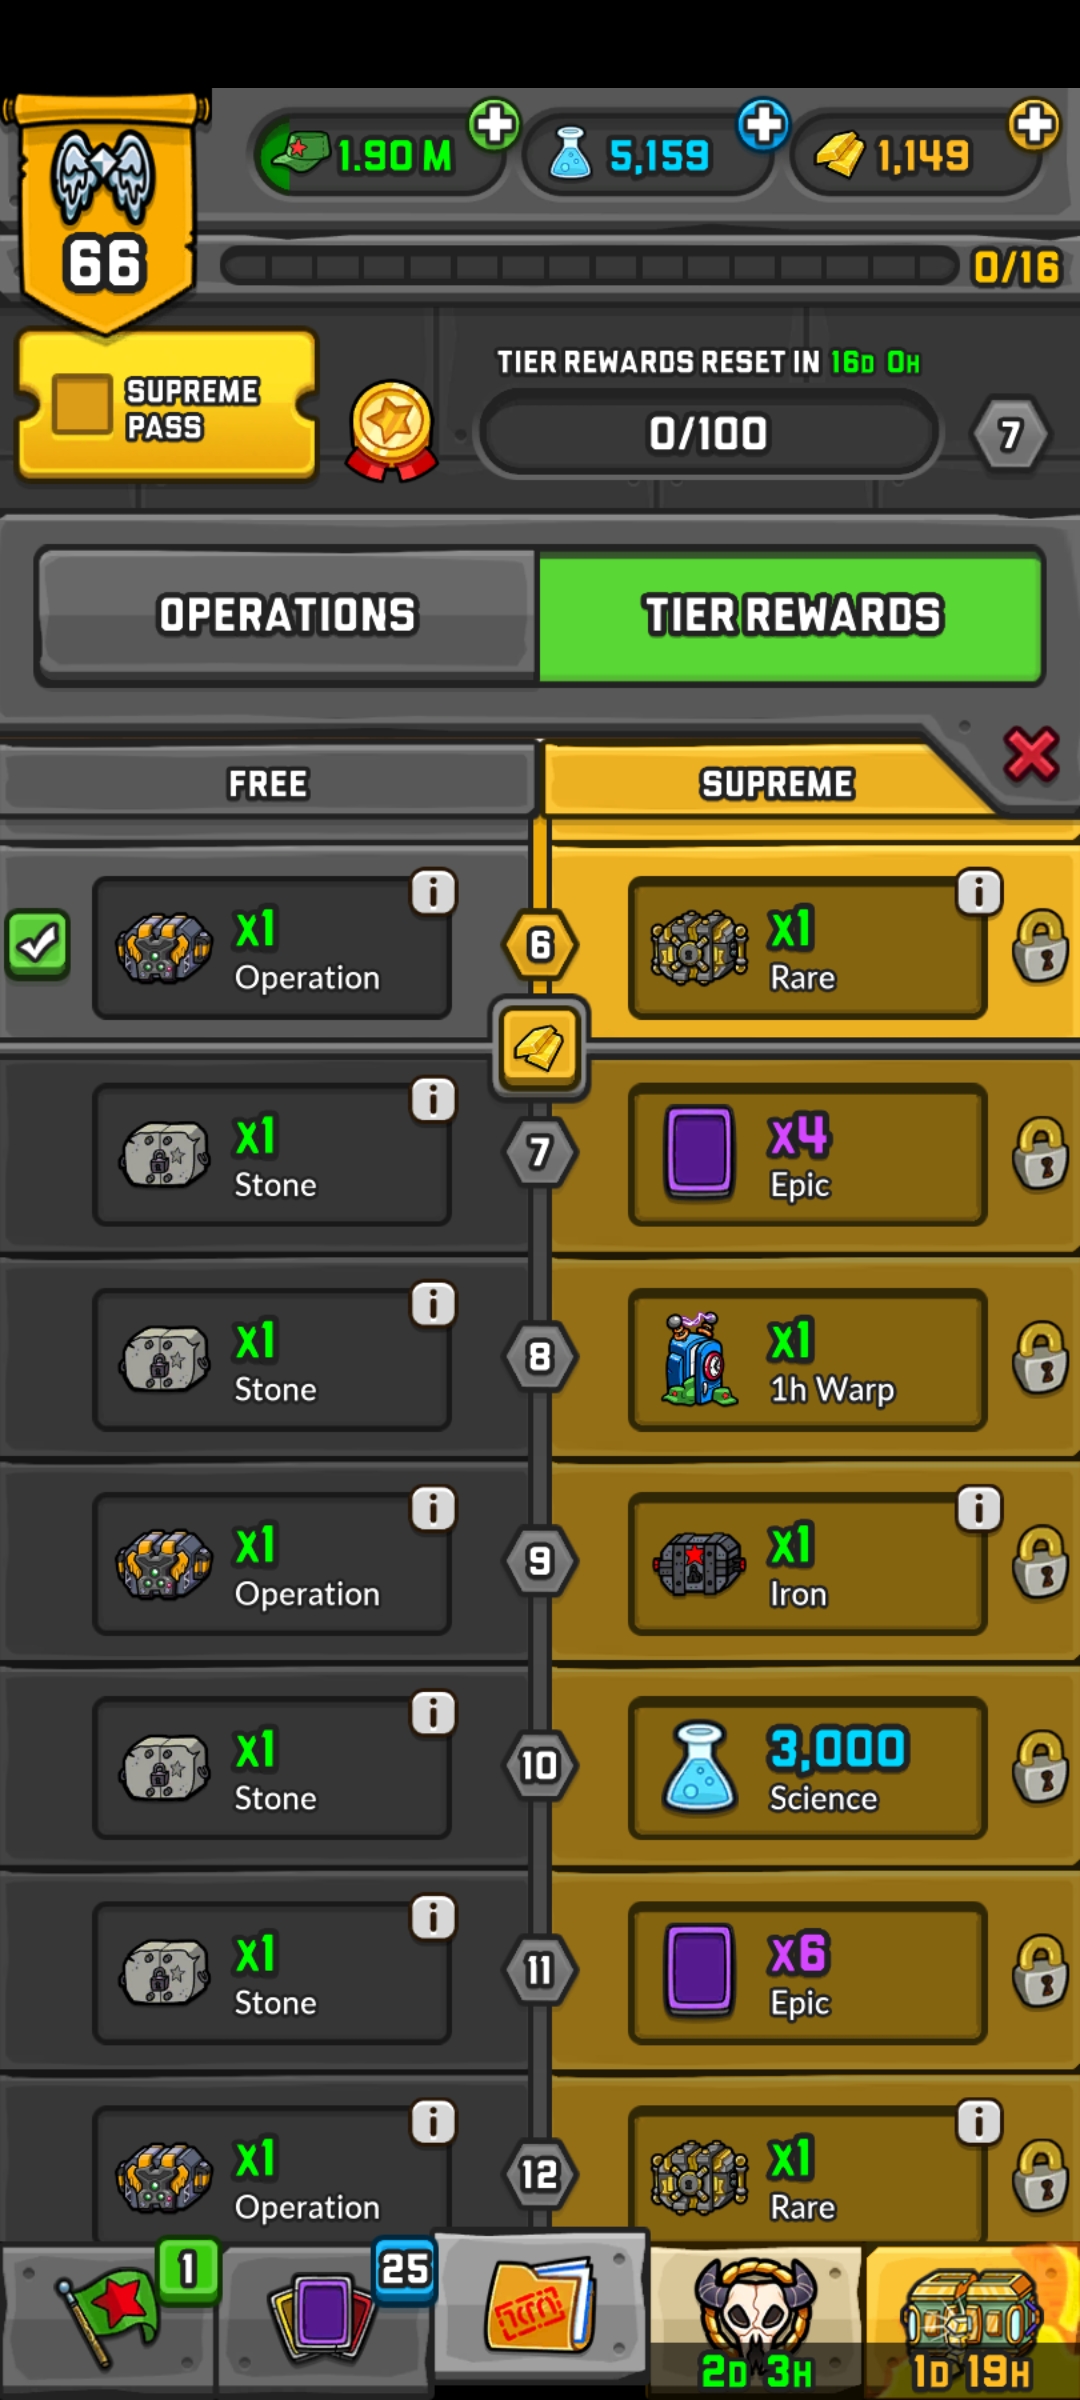 1.90 M
5,159
1,149
66
0/16
SUPREME
PASS
TIER REWARDS RESET IN 16D 0H
0/100
7
OPERATIONS
TIER REWARDS
FREE
SUPREME
X1
Operation
6
X1
Rare
X1
Stone
7
X4
Epic
X1
Stone
8
X1
1h Warp
X1
Operation
9
X1
Iron
X1
Stone
10
3,000
Science
X1
Stone
11
X6
Epic
X1
Operation
12
X1
Rare
1
25
2D 3H
1D 19H